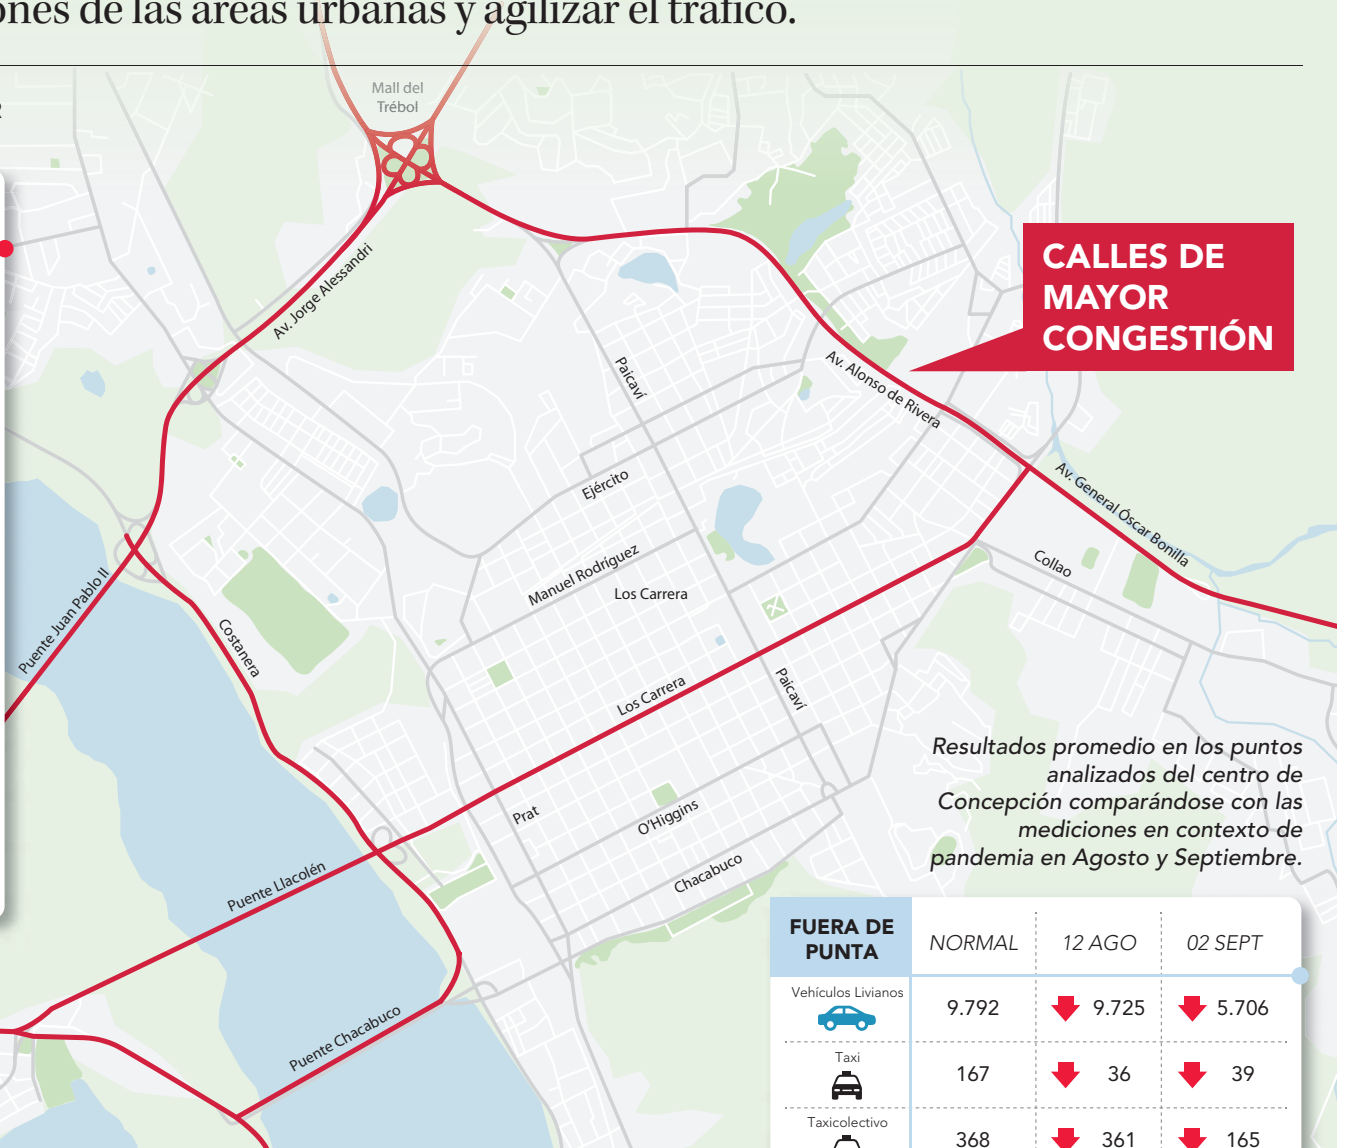 ones de las áreas urbanas y agilizar el tráfico.
Mall del
Trébol
Av. Jorge Alessandri
CALLES DE
MAYOR
CONGESTIÓN
Paicaví
Av. Alonso de Rivera
Ejército
Av. General Óscar Bonilla
Manuel Rodríguez
Los Carrera
Collao
Puente Juan Pablo II
Costanera
Los Carrera
Paicaví
Resultados promedio en los puntos
analizados del centro de
Concepción comparándose con las
mediciones en contexto de
pandemia en Agosto y Septiembre.
Prat
O'Higgins
Chacabuco
Puente Llacolén
Puente Chacabuco
FUERA DE
PUNTA
NORMAL 12 AGO 02 SEPT
Vehículos Livianos
9.792 9.725 5.706
Taxi
167 36 39
Taxicolectivo
368 361 165